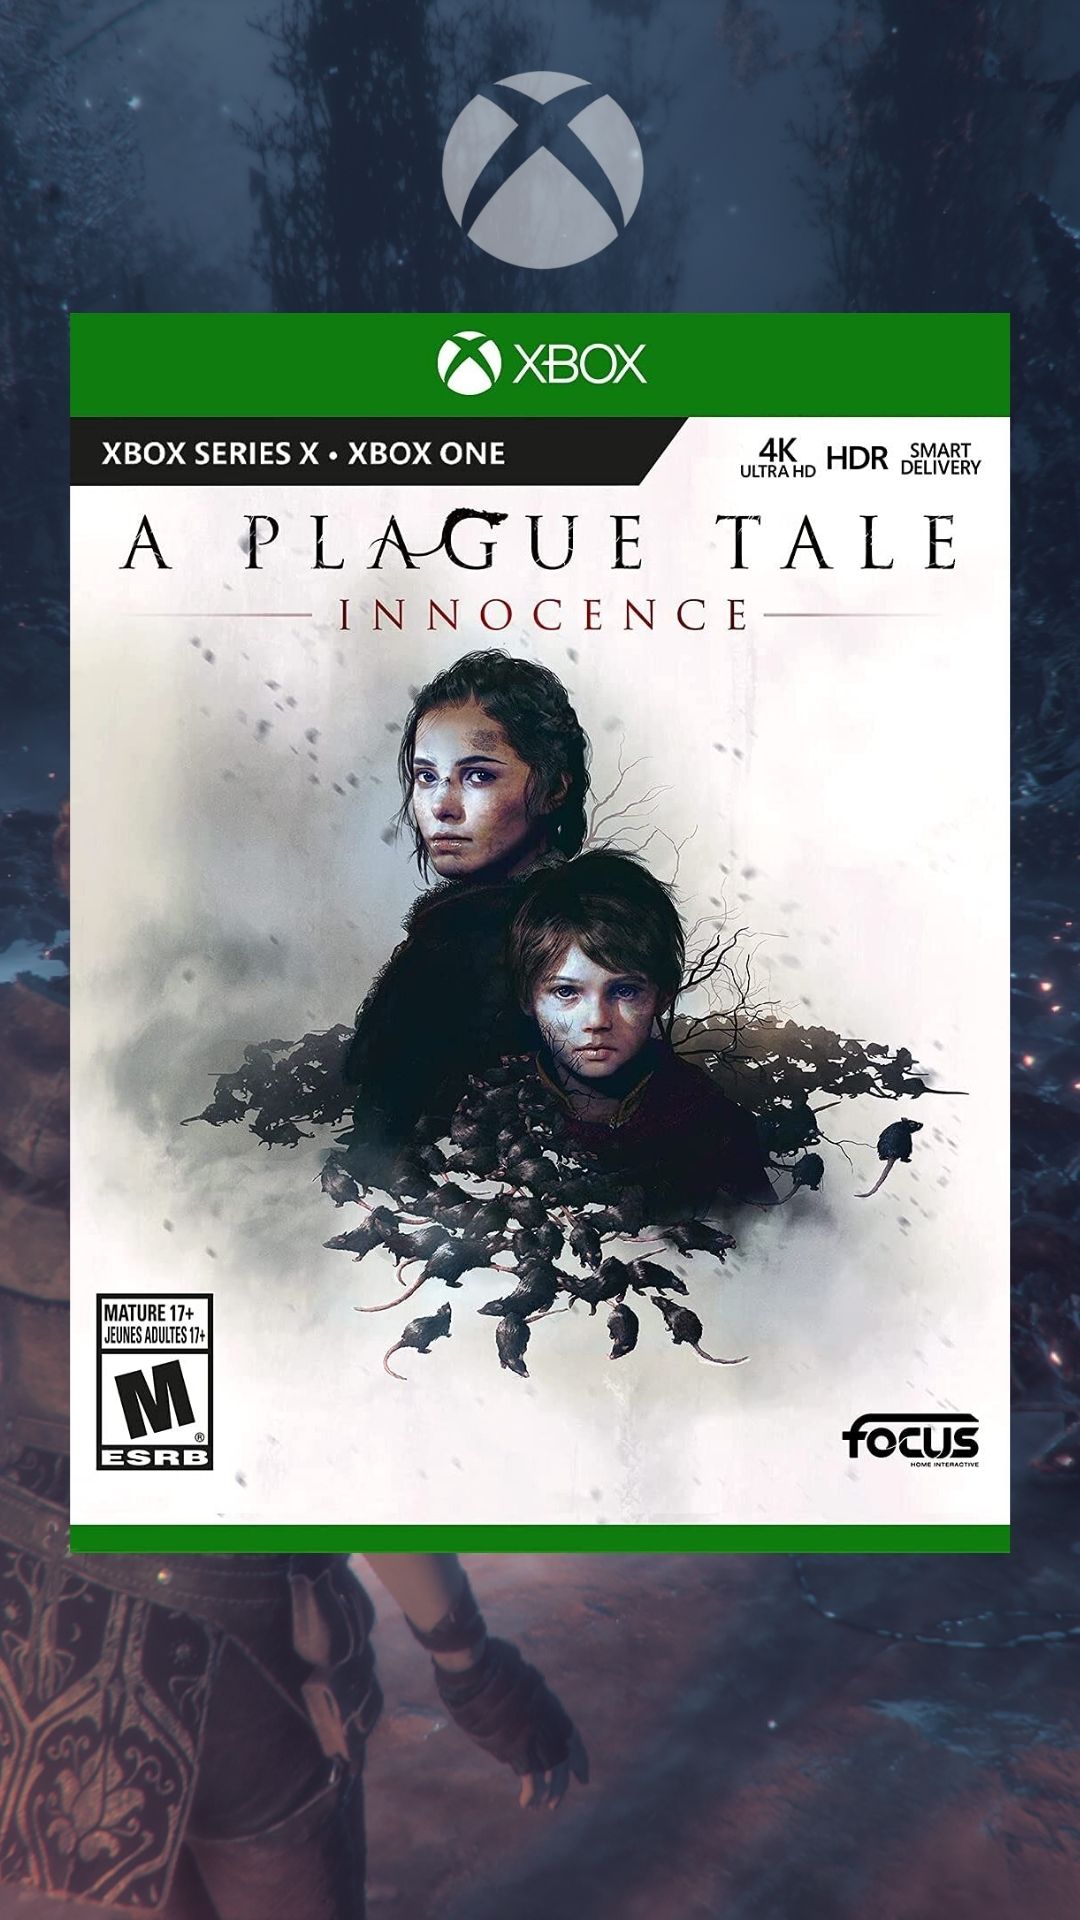 XBOX
XBOX SERIES X • XBOX ONE
4K
ULTRA HD
HDR
SMART
DELIVERY
A PLAGUE TALE
INNOCENCE
MATURE 17+
JEUNES ADULTES 17+
M
®
ESRB
focus
HOME INTERACTIVE